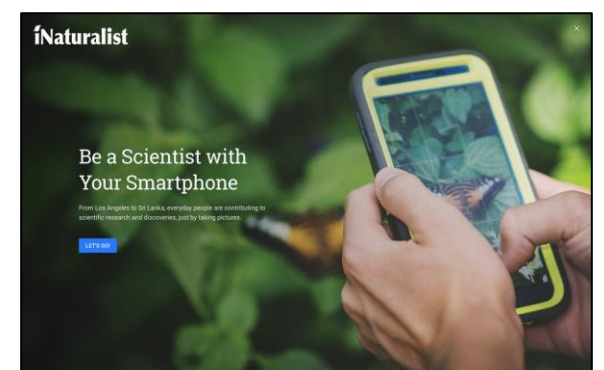 iNaturalist
Be a Scientist with
Your Smartphone
From Los Angeles to Sri Lanka, everyday people are contributing to
scientific research and discoveries, just by taking pictures.
LET'S GO!